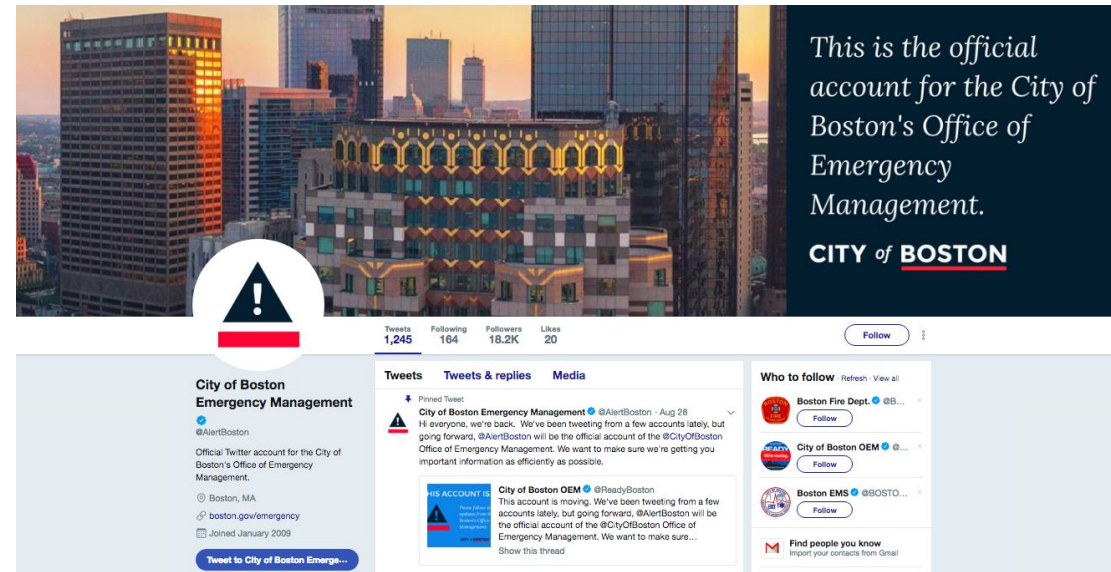 This is the official
account for the City of
Boston's Office of
Emergency
Management.
CITY of BOSTON
!
Tweets Following Followers Likes
1,245 164 18.2K 20
Follow
City of Boston
Emergency Management
@AlertBoston
Official Twitter account for the City of
Boston's Office of Emergency
Management.
Boston, MA
boston.gov/emergency
Joined January 2009
Tweet to City of Boston Emerge...
Tweets Tweets & replies Media
Pinned Tweet
City of Boston Emergency Management @AlertBoston · Aug 28
Hi everyone, we're back. We've been tweeting from a few accounts lately, but
going forward, @AlertBoston will be the official account of the @CityOfBoston
Office of Emergency Management. We want to make sure we're getting you
important information as efficiently as possible.
HIS ACCOUNT IS
City of Boston OEM @ReadyBoston
This account is moving. We've been tweeting from a few
accounts lately, but going forward, @AlertBoston will be
the official account of the @CityOfBoston Office of
Emergency Management. We want to make sure...
Show this thread
Who to follow · Refresh · View all
Boston Fire Dept. @B...
Follow
City of Boston OEM @...
Follow
Boston EMS @BOSTO...
Follow
Find people you know
Import your contacts from Gmail